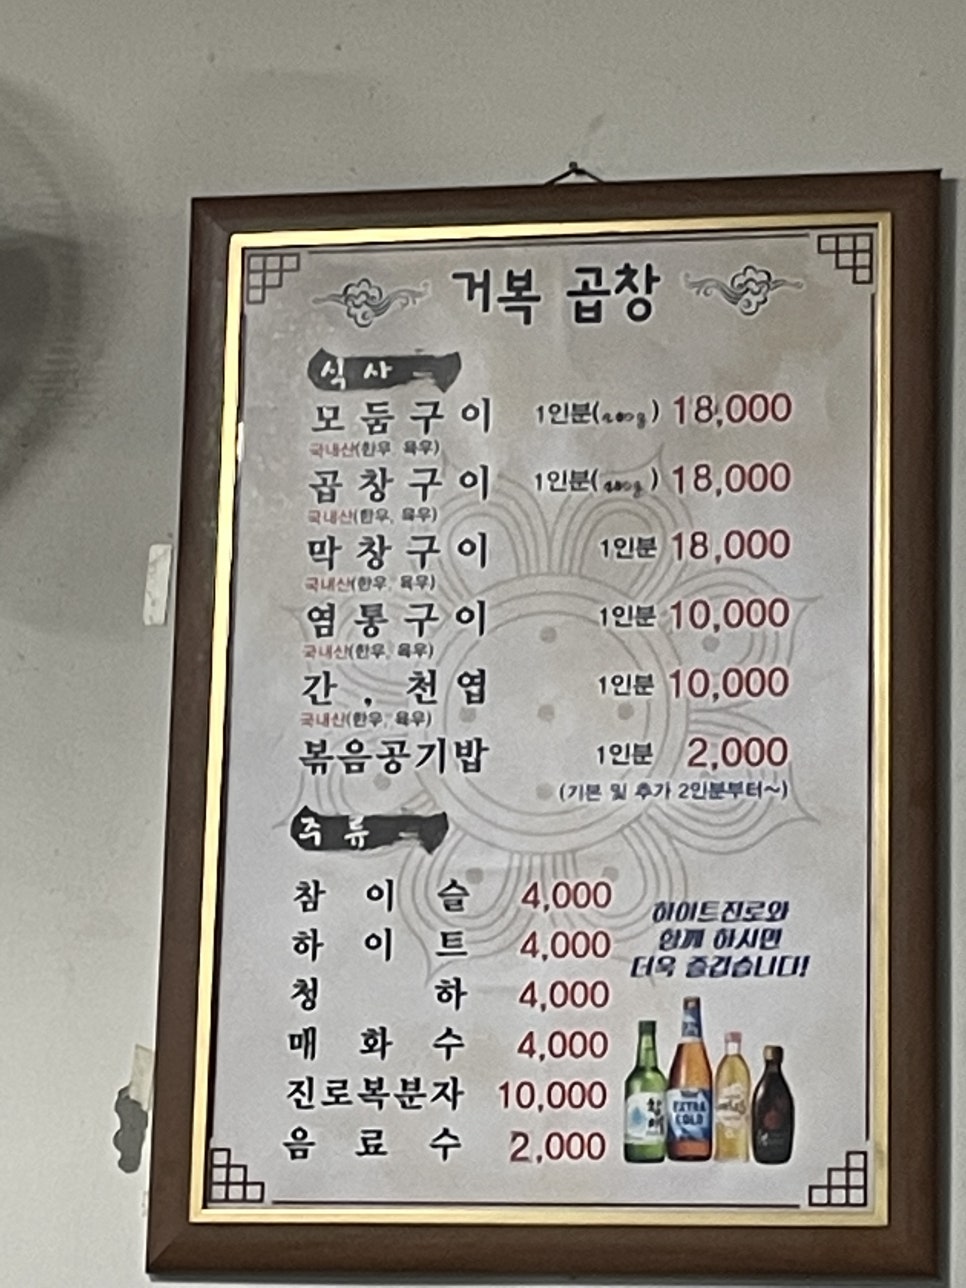 거복 곱창
식사
모둠구이 1인분(200g) 18,000
국내산(한우, 육우)
곱창구이 1인분( ) 18,000
국내산(한우, 육우)
막창구이 1인분 18,000
국내산(한우, 육우)
염통구이 1인분 10,000
국내산(한우, 육우)
간, 천엽 1인분 10,000
국내산(한우, 육우)
볶음공기밥 1인분 2,000
(기본 및 추가 2인분부터~)
주류
참이슬 4,000
하이트 4,000
청하 4,000
매화수 4,000
진로복분자 10,000
음료수 2,000
하이트진로와
함께 하시면
더욱 즐겁습니다!
EXTRA
COLD